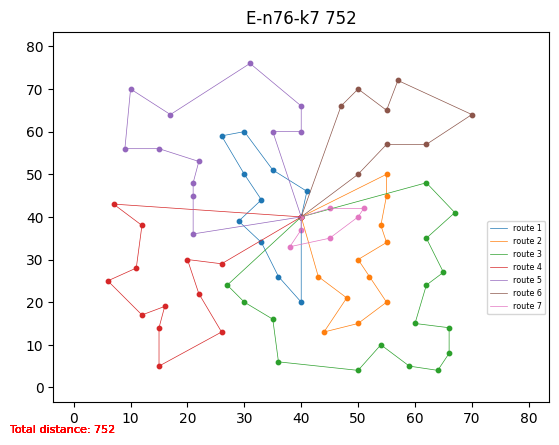 E-n76-k7 752
80
70
60
50
40
30
20
10
0
0 10 20 30 40 50 60 70 80
route 1
route 2
route 3
route 4
route 5
route 6
route 7
Total distance: 752